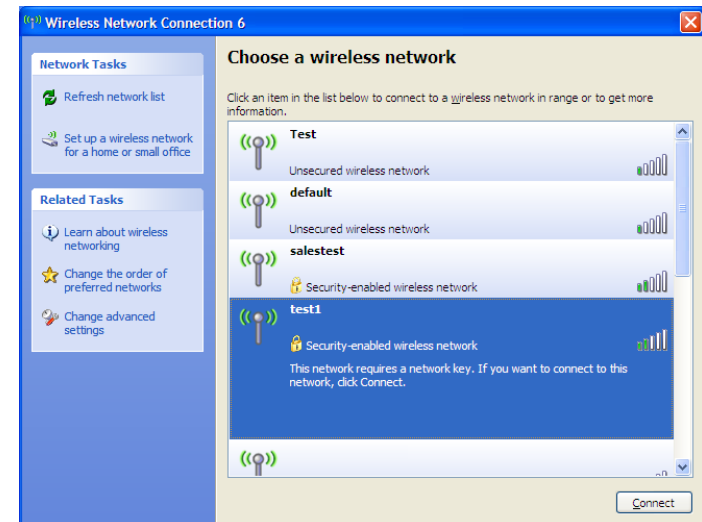 Wireless Network Connection 6
Network Tasks
Refresh network list
Set up a wireless network
for a home or small office
Related Tasks
Learn about wireless
networking
Change the order of
preferred networks
Change advanced
settings
Choose a wireless network
Click an item in the list below to connect to a wireless network in range or to get more
information.
Test
Unsecured wireless network
default
Unsecured wireless network
salestest
Security-enabled wireless network
test1
Security-enabled wireless network
This network requires a network key. If you want to connect to this
network, click Connect.
Connect